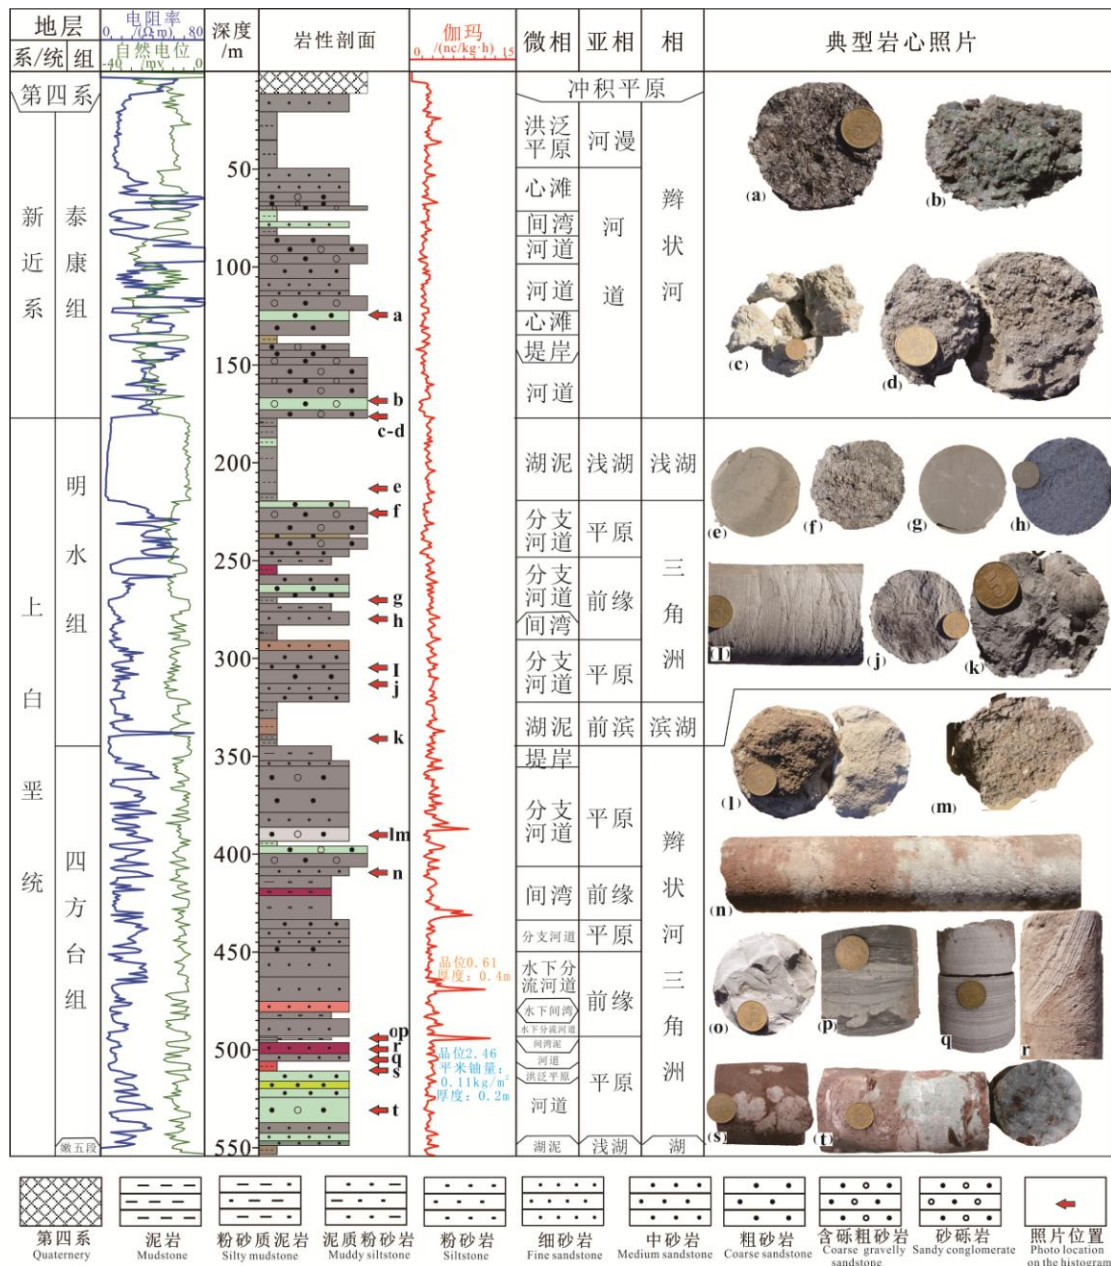 地层
系/统
组
电阻率
0 /(Ω·m) 80
自然电位
-40 /mv 0
深度
/m
岩性剖面
伽玛
0 /(nc/kg·h) 15
微相
亚相
相
典型岩心照片
第四系
新近系
泰康组
上白垩统
明水组
四方台组
嫩五段
50
100
150
200
250
300
350
400
450
500
550
a
b
c-d
e
f
g
h
I
j
k
lm
n
op
r
q
s
t
品位0.61
厚度：0.4m
品位2.46
平米铀量：
0.11kg/m²
厚度：0.2m
冲积平原
洪泛
平原
心滩
间湾
河道
河道
心滩
堤岸
河道
湖泥
分支
河道
分支
河道
间湾
分支
河道
湖泥
堤岸
分支
河道
间湾
分支河道
水下分
流河道
水下间湾
水下分流河道
间湾泥
河道
洪泛平原
河道
湖泥
河漫
河道
浅湖
平原
前缘
平原
前滨
平原
前缘
平原
前缘
平原
浅湖
辫状河
浅湖
三角洲
滨湖
辫状河三角洲
湖
(a)
(b)
(c)
(d)
(e)
(f)
(g)
(h)
(I)
(j)
(k)
(l)
(m)
(n)
(o)
(p)
q
r
(s)
(t)
第四系
Quaternery
泥岩
Mudstone
粉砂质泥岩
Silty mudstone
泥质粉砂岩
Muddy siltstone
粉砂岩
Siltstone
细砂岩
Fine sandstone
中砂岩
Medium sandstone
粗砂岩
Coarse sandstone
含砾粗砂岩
Coarse gravelly
sandstone
砂砾岩
Sandy conglomerate
照片位置
Photo location
on the histogram